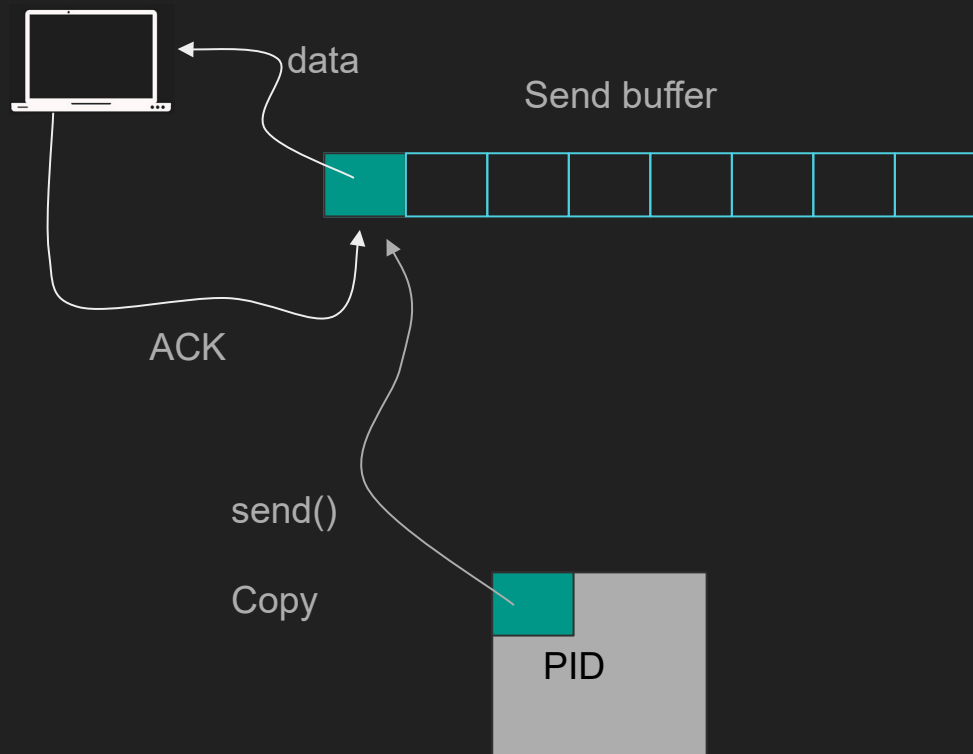 data
Send buffer
ACK
send()
Copy
PID